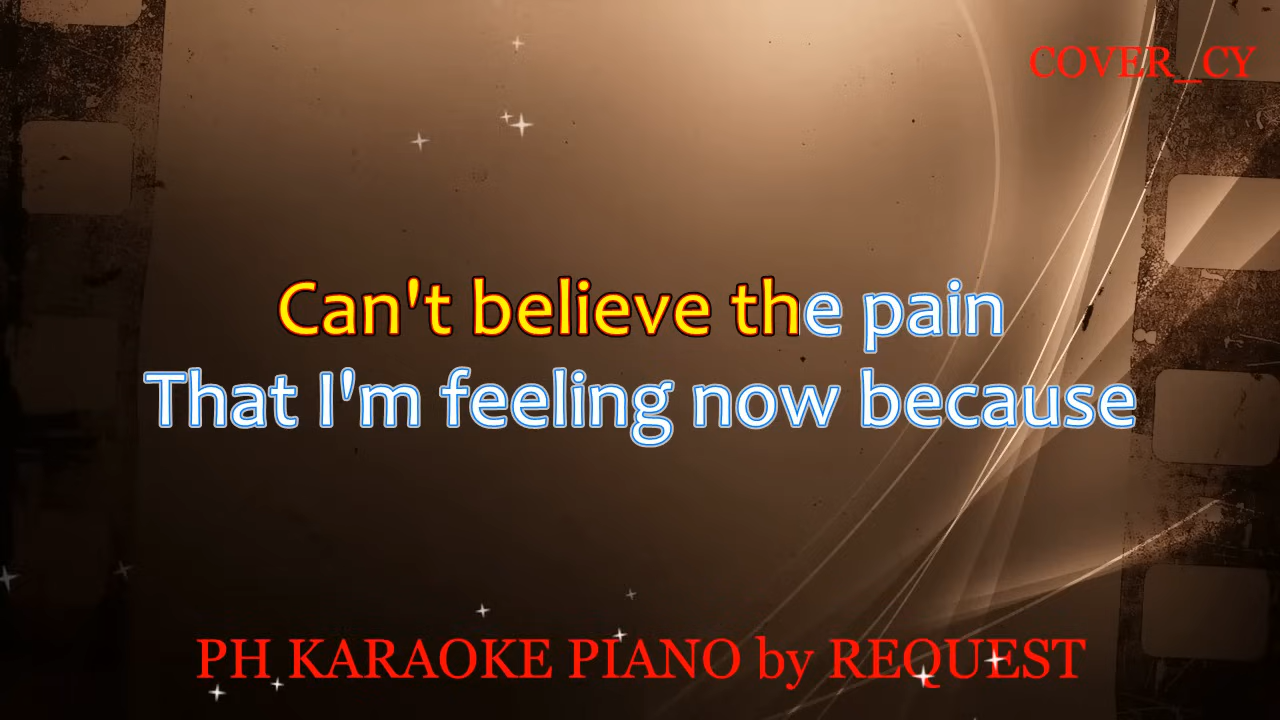 COVER_CY
Can't believe the pain
That I'm feeling now because
PH KARAOKE PIANO by REQUEST